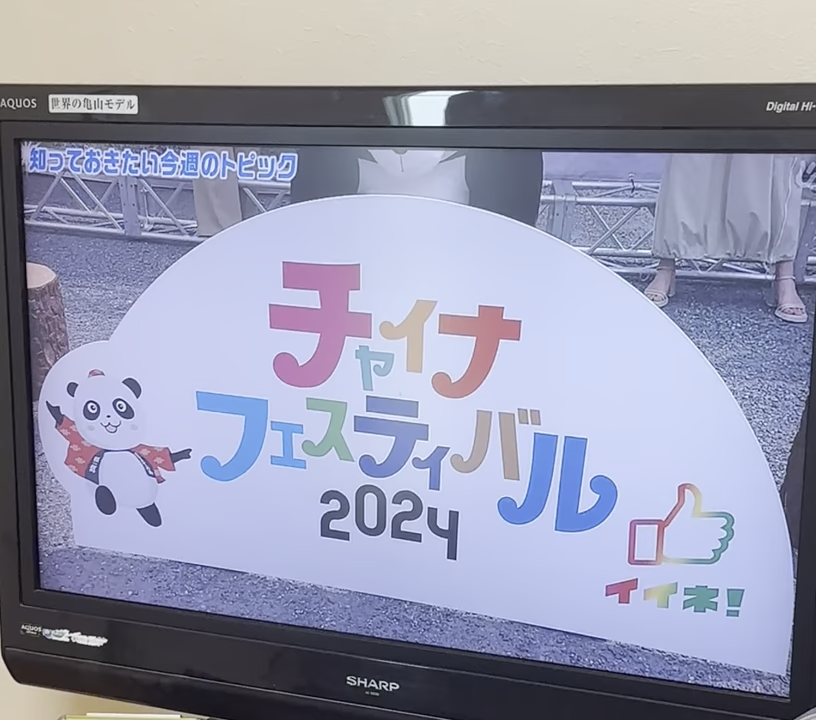 AQUOS
世界の亀山モデル
Digital Hi-
知っておきたい今週のトピック
チャイナ
フェスティバル
2024
イイネ!
AQUOS
SHARP